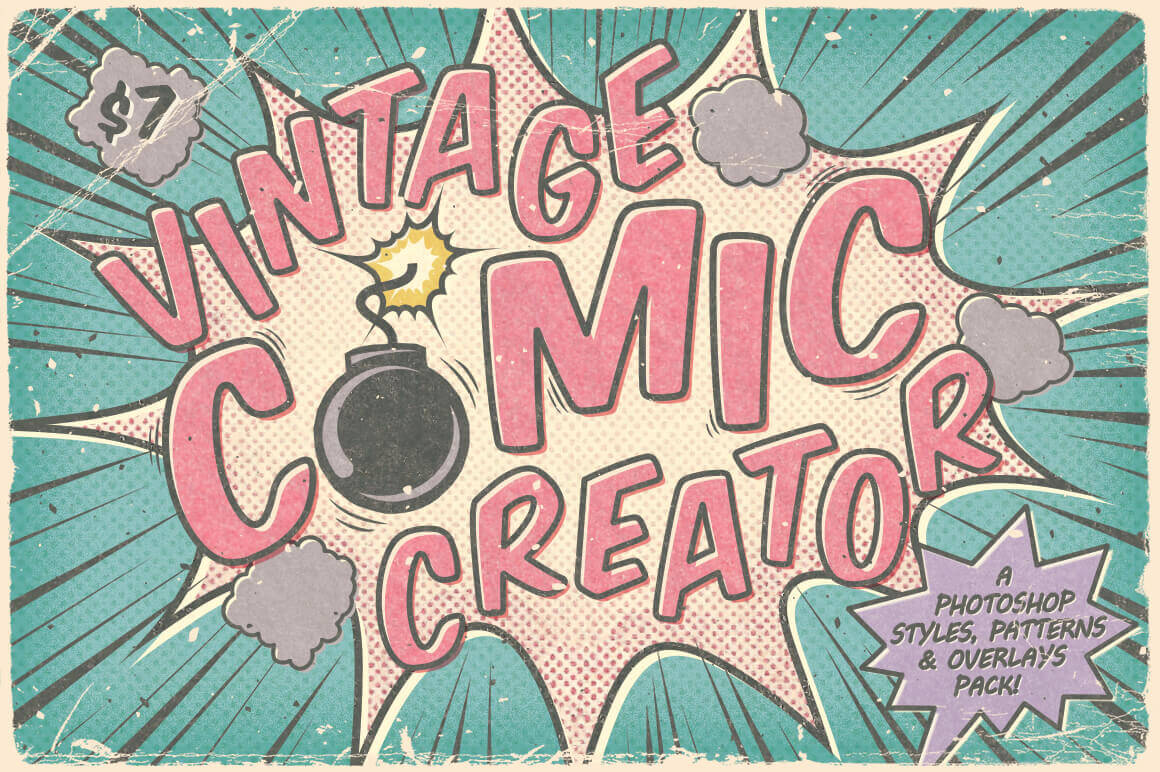 $7
VINTAGE
COMIC
CREATOR
A
PHOTOSHOP
STYLES, PATTERNS
& OVERLAYS
PACK!